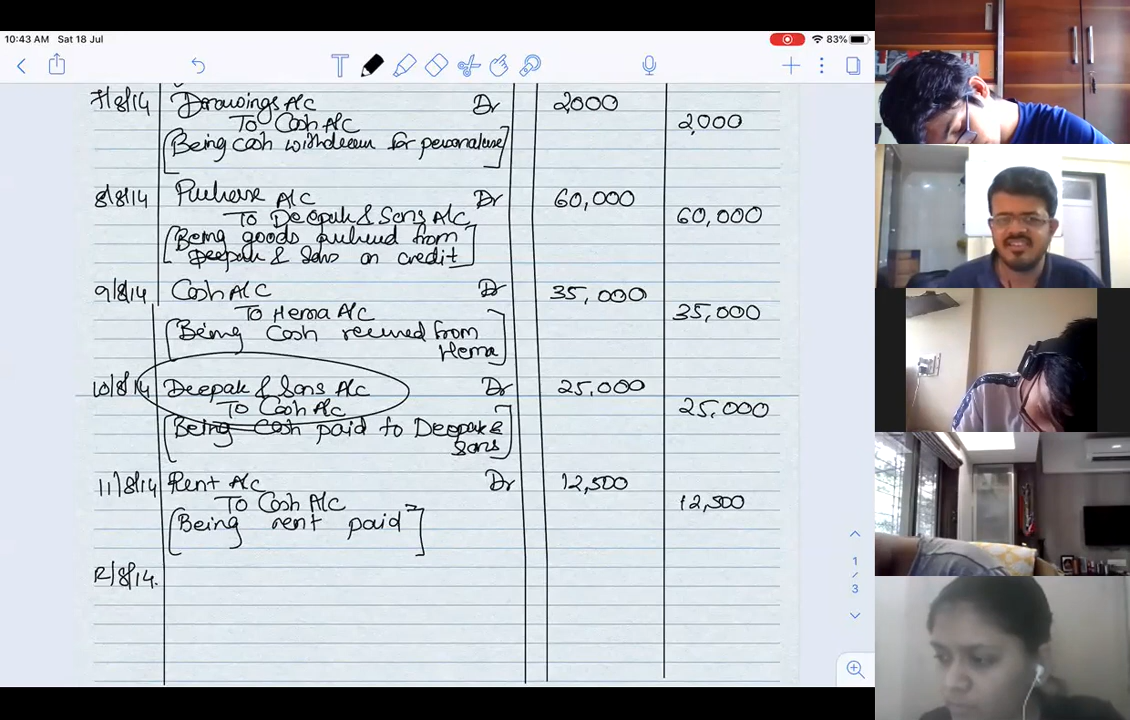 10:43 AM Sat 18 Jul
83%
T
7/8/14 Drawings A/c Dr 2000
To Cash A/c 2,000
[Being cash withdrawn for personal use]
8/8/14 Purchase A/c Dr 60,000
To Deepak & Sons A/c 60,000
[Being goods purchased from
Deepak & Sons on credit]
9/8/14 Cash A/c Dr 35,000
To Hema A/c 35,000
[Being Cash received from
Hema]
10/8/14 Deepak & Sons A/c Dr 25,000
To Cash A/c 25,000
[Being cash paid to Deepak &
Sons]
11/8/14 Rent A/c Dr 12,500
To Cash A/c 12,500
[Being rent paid]
12/8/14.
1
/
3